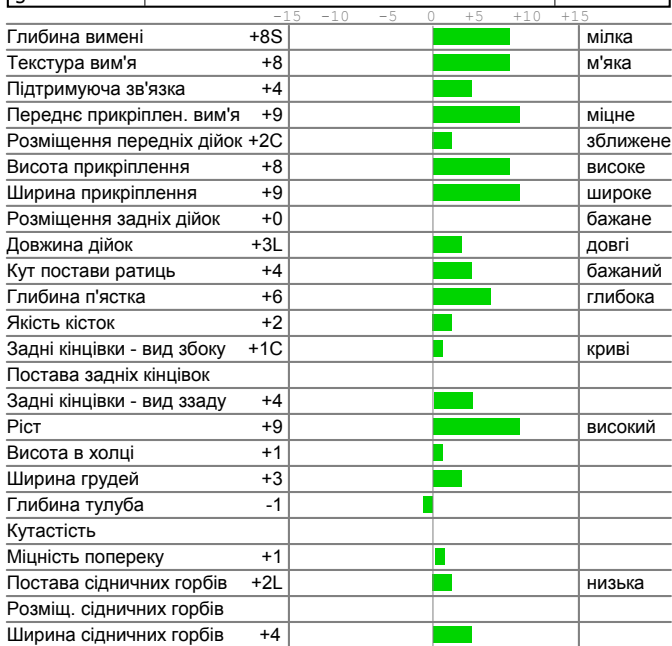 -15 -10 -5 0 +5 +10 +15
Глибина вимені +8S мілка
Текстура вим'я +8 м'яка
Підтримуюча зв'язка +4
Переднє прикріплен. вим'я +9 міцне
Розміщення передніх дійок +2C зближене
Висота прикріплення +8 високе
Ширина прикріплення +9 широке
Розміщення задніх дійок +0 бажане
Довжина дійок +3L довгі
Кут постави ратиць +4 бажаний
Глибина п'ястка +6 глибока
Якість кісток +2
Задні кінцівки - вид збоку +1C криві
Постава задніх кінцівок
Задні кінцівки - вид ззаду +4
Ріст +9 високий
Висота в холці +1
Ширина грудей +3
Глибина тулуба -1
Кутастість
Міцність попереку +1
Постава сідничних горбів +2L низька
Розміщ. сідничних горбів
Ширина сідничних горбів +4